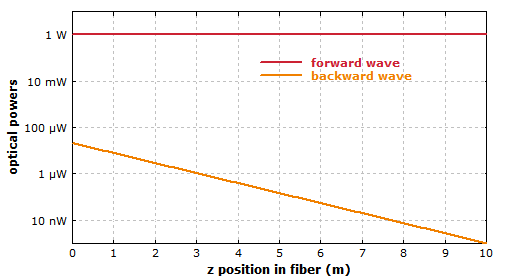 optical powers
1 W
10 mW
100 µW
1 µW
10 nW
forward wave
backward wave
0 1 2 3 4 5 6 7 8 9 10
z position in fiber (m)